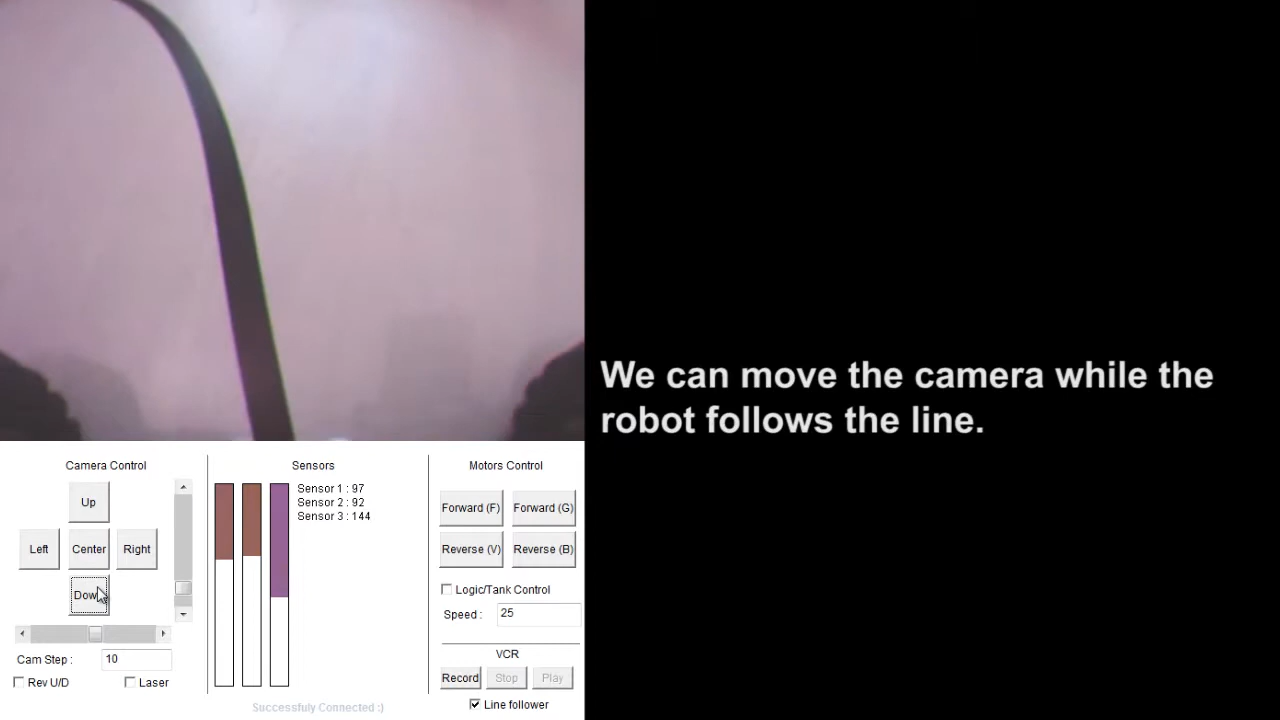 We can move the camera while the
robot follows the line.
Camera Control
Up
Left
Center
Right
Dow
Cam Step :
10
Rev U/D
Laser
Sensors
Sensor 1 : 97
Sensor 2 : 92
Sensor 3 : 144
Successfuly Connected :)
Motors Control
Forward (F)
Forward (G)
Reverse (V)
Reverse (B)
Logic/Tank Control
Speed :
25
VCR
Record
Stop
Play
Line follower